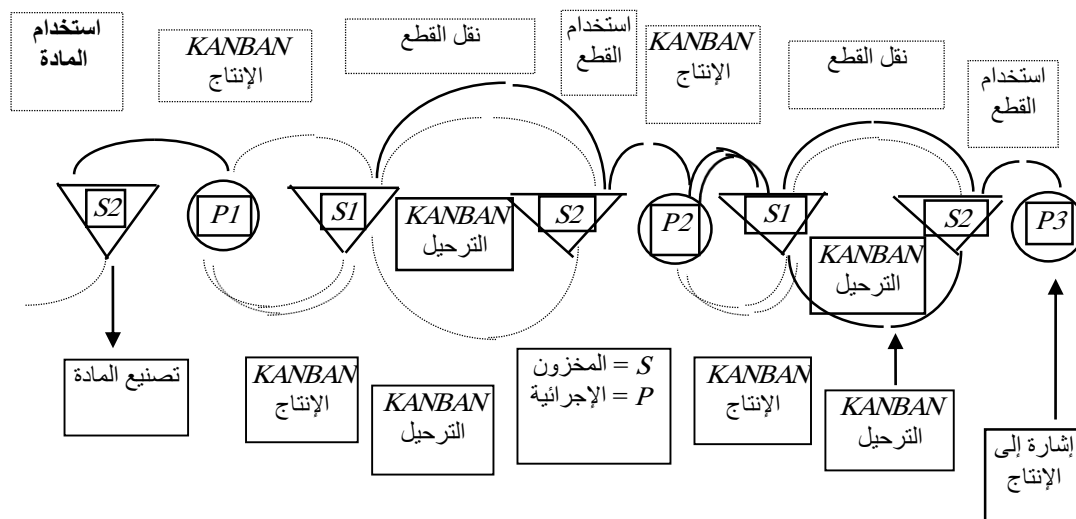 استخدام
القطع
نقل القطع
KANBAN
الإنتاج
استخدام
القطع
نقل القطع
KANBAN
الإنتاج
استخدام
المادة
P3
S2
S1
P2
S2
S1
P1
S2
KANBAN
الترحيل
KANBAN
الترحيل
إشارة إلى
الإنتاج
KANBAN
الترحيل
KANBAN
الإنتاج
S = المخزون
P = الإجرائية
KANBAN
الترحيل
KANBAN
الإنتاج
تصنيع المادة